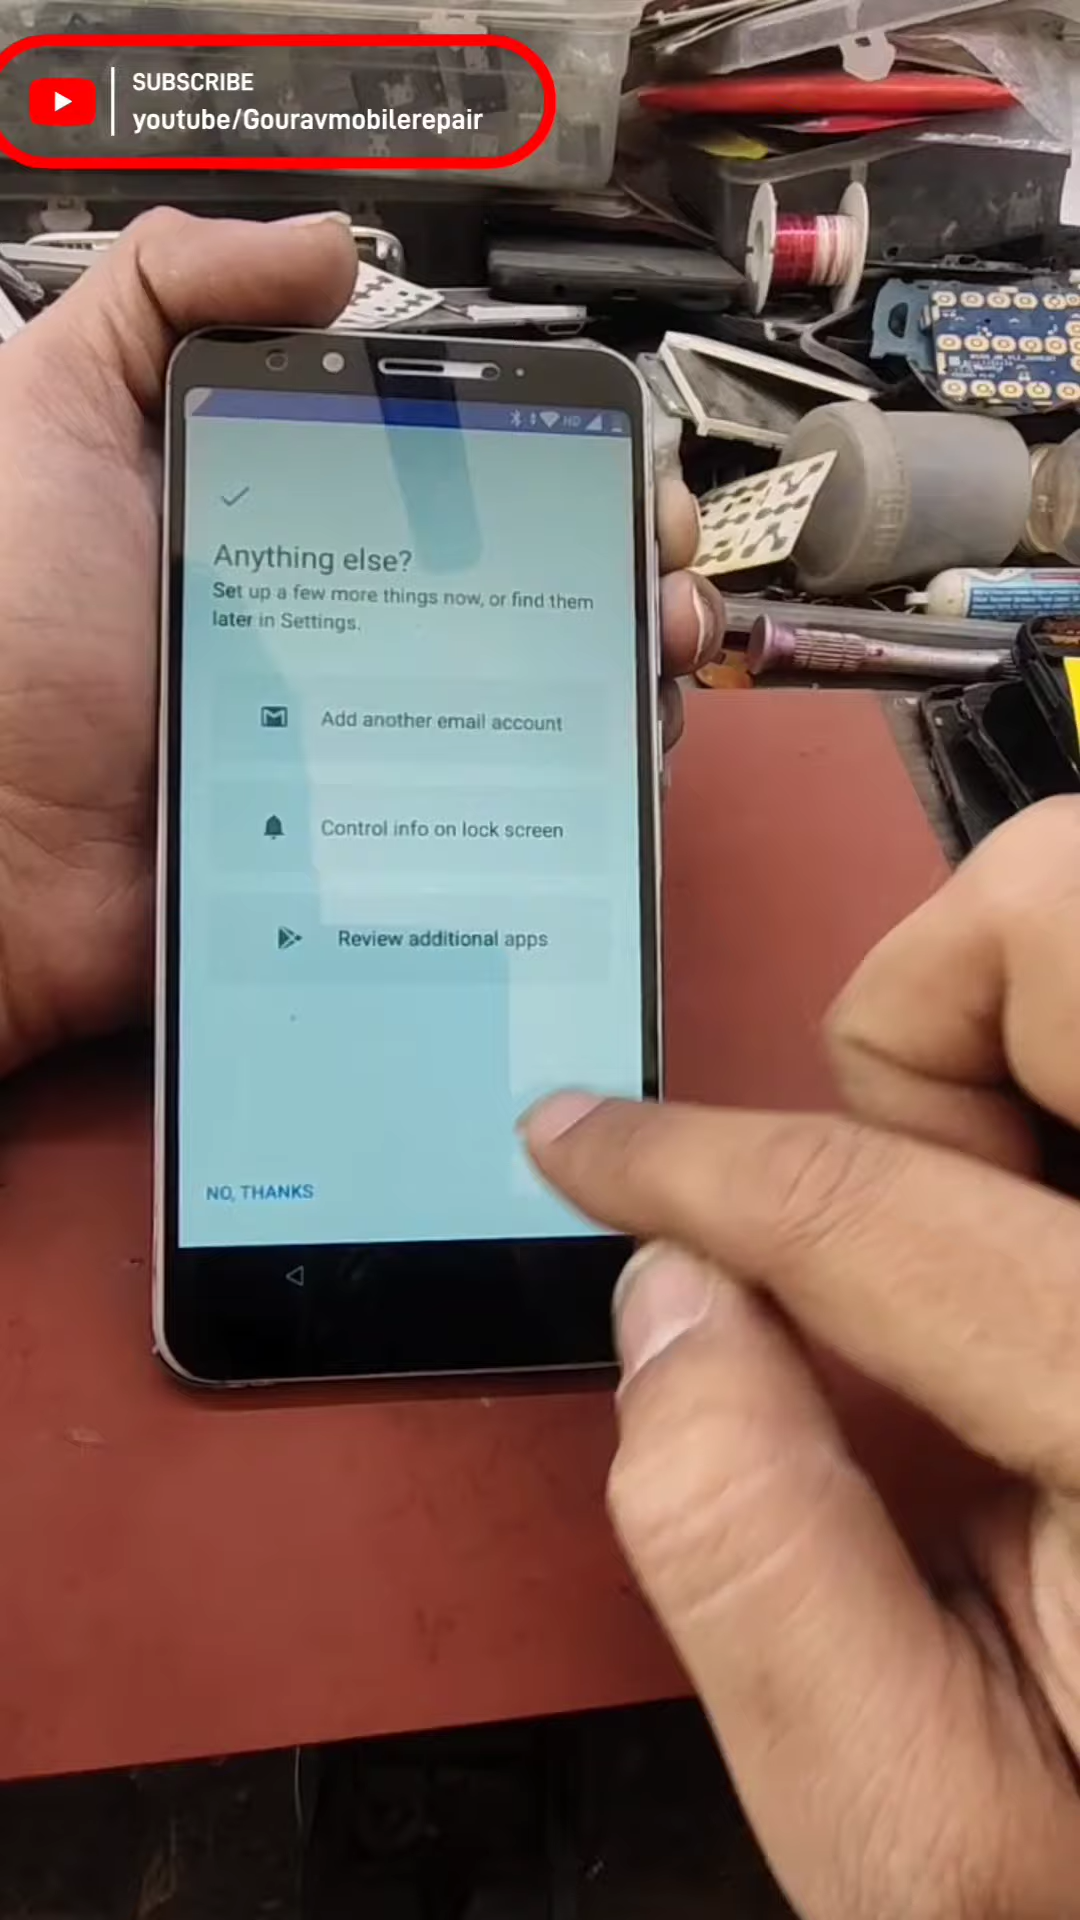 SUBSCRIBE
youtube/Gouravmobilerepair
HD
Anything else?
Set up a few more things now, or find them
later in Settings.
Add another email account
Control info on lock screen
Review additional apps
NO, THANKS